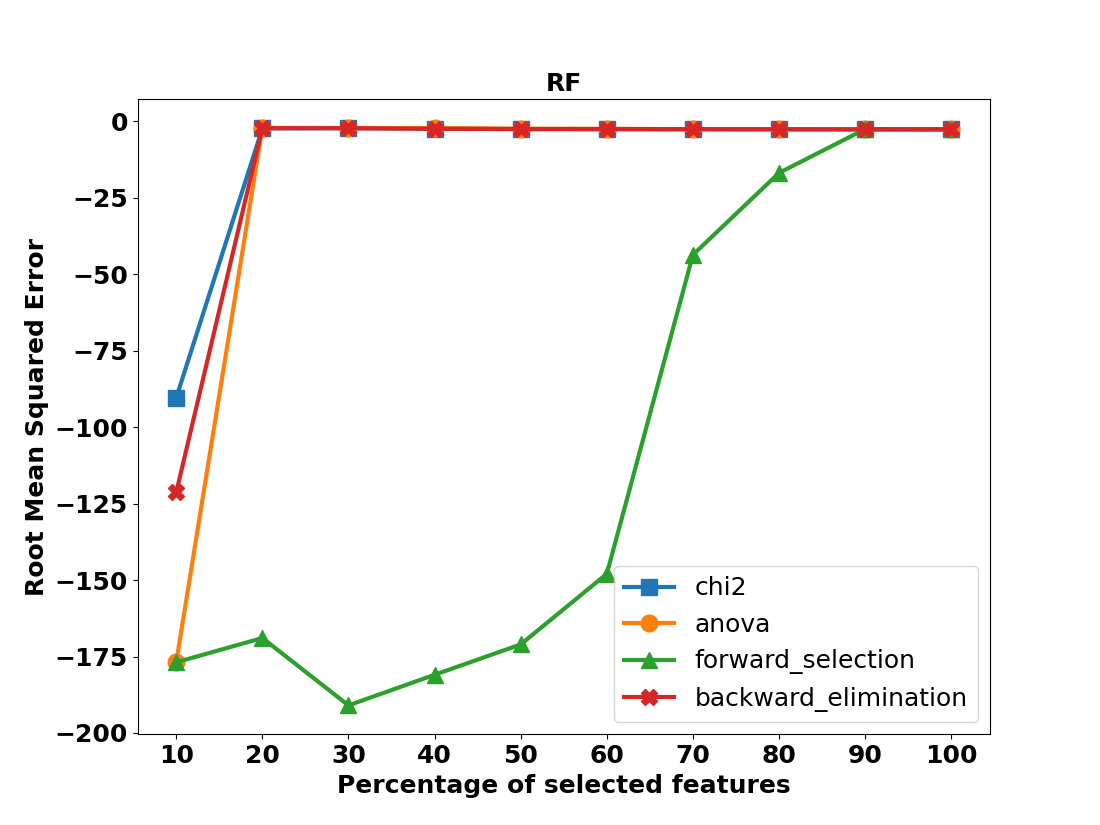 RF
Root Mean Squared Error
0
−25
−50
−75
−100
−125
−150
−175
−200
chi2
anova
forward_selection
backward_elimination
10 20 30 40 50 60 70 80 90 100
Percentage of selected features